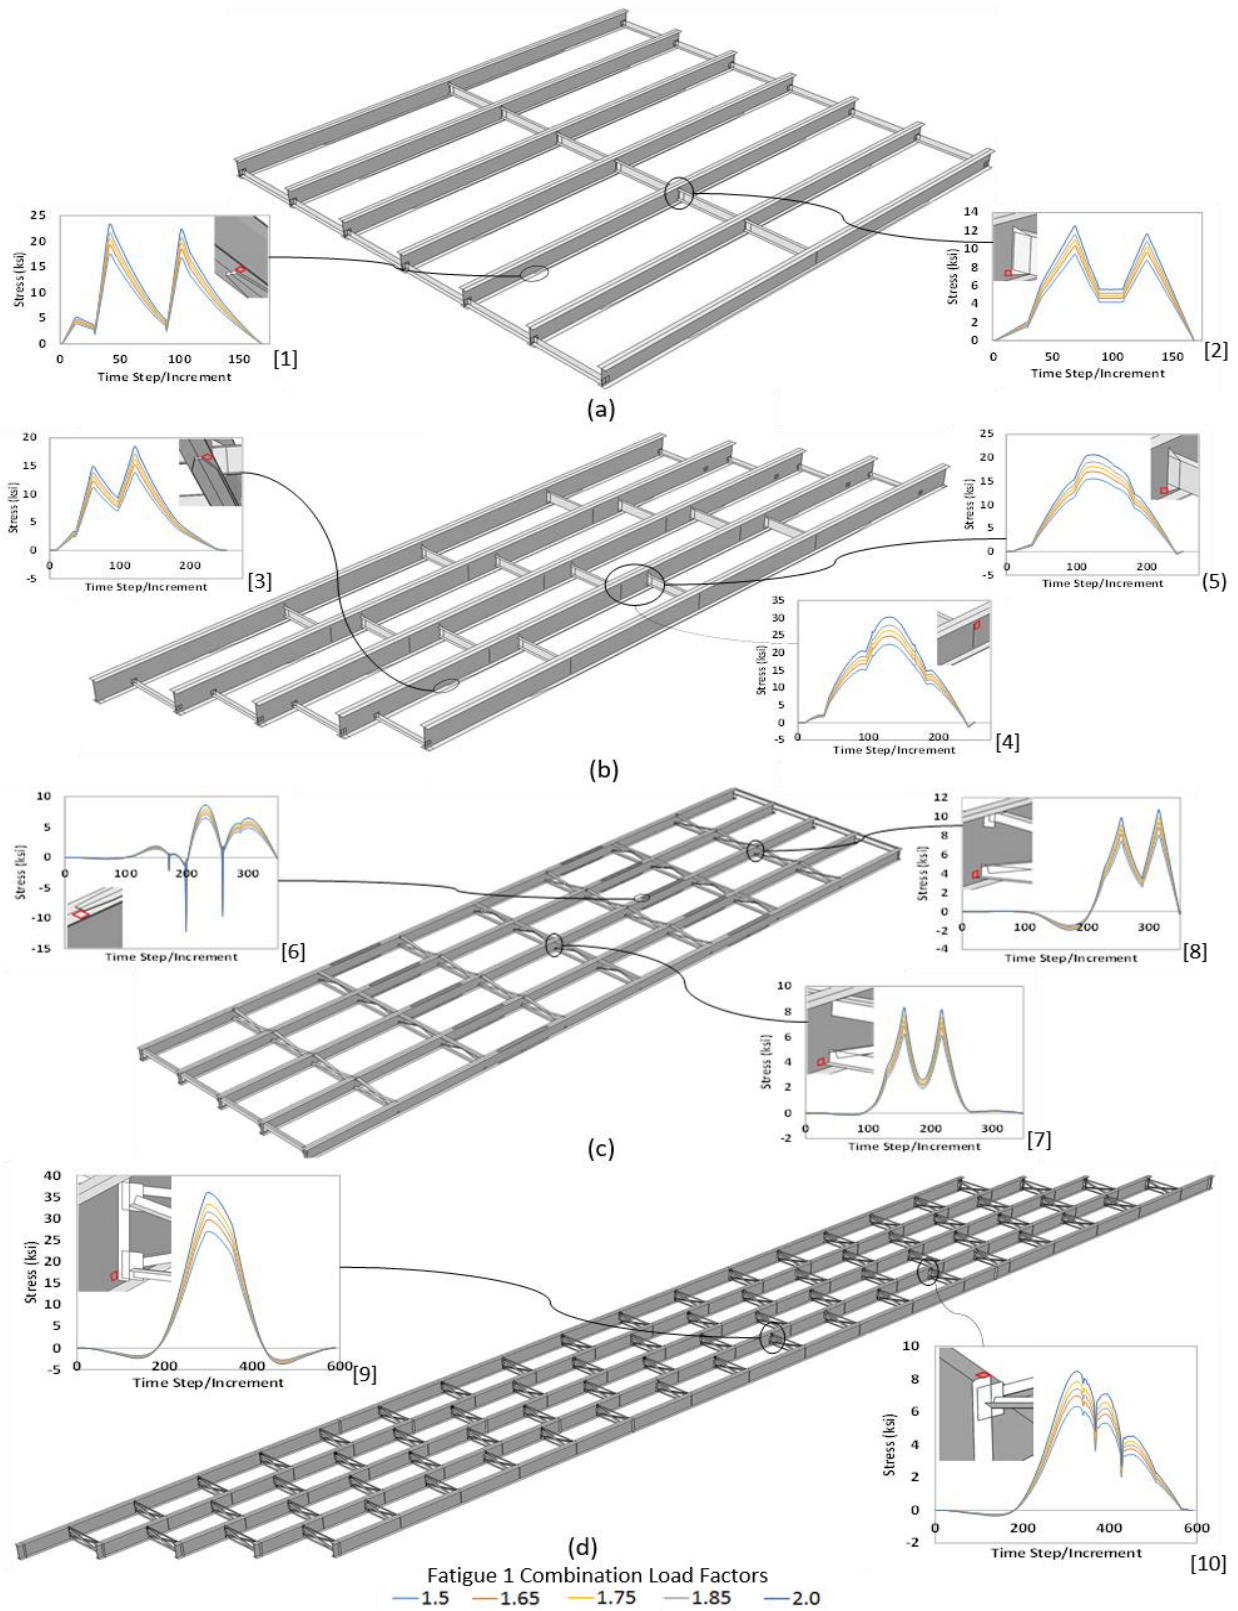 25
20
15
10
5
0
Stress (ksi)
0 50 100 150
Time Step/Increment
[1]
14
12
10
8
6
4
2
0
Stress (ksi)
0 50 100 150
Time Step/Increment
[2]
(a)
20
15
10
5
0
-5
Stress (ksi)
0 100 200
Time Step/Increment
[3]
25
20
15
10
5
0
-5
Stress (ksi)
0 100 200
Time Step/Increment
(5)
35
30
25
20
15
10
5
0
-5
Stress (ksi)
0 100 200
Time Step/Increment
[4]
(b)
10
5
0
-5
-10
-15
Stress (ksi)
0 100 200 300
Time Step/Increment
[6]
12
10
8
6
4
2
0
-2
-4
Stress (ksi)
0 100 200 300
Time Step/Increment
[8]
10
8
6
4
2
0
-2
Stress (ksi)
0 100 200 300
Time Step/Increment
[7]
(c)
40
35
30
25
20
15
10
5
0
-5
Stress (ksi)
0 200 400 600
Time Step/Increment
[9]
10
8
6
4
2
0
-2
Stress (ksi)
0 200 400 600
Time Step/Increment
[10]
(d)
Fatigue 1 Combination Load Factors
1.5 1.65 1.75 1.85 2.0